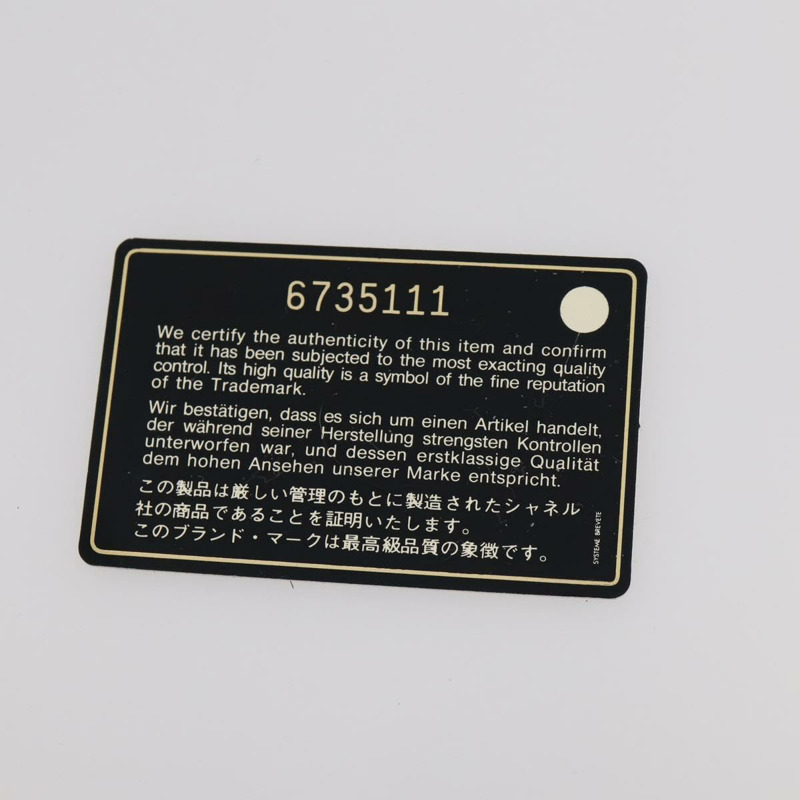 6735111
We certify the authenticity of this item and confirm
that it has been subjected to the most exacting quality
control. Its high quality is a symbol of the fine reputation
of the Trademark.
Wir bestätigen, dass es sich um einen Artikel handelt,
der während seiner Herstellung strengsten Kontrollen
unterworfen war, und dessen erstklassige Qualität
dem hohen Ansehen unserer Marke entspricht.
この製品は厳しい管理のもとに製造されたシャネル
社の商品であることを証明いたします。
このブランド・マークは最高級品質の象徴です。
SYSTEME BREVETE